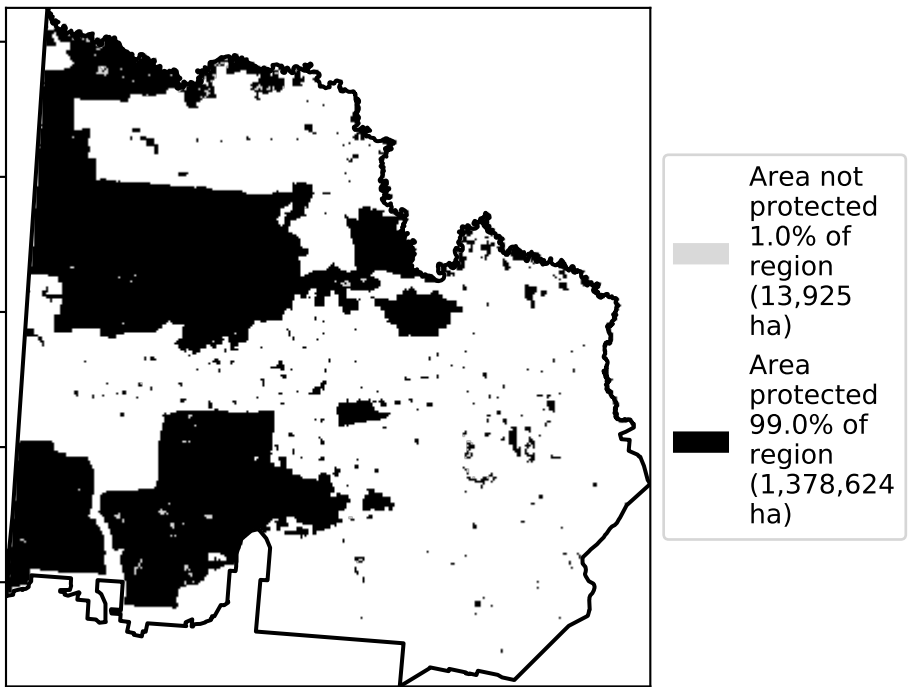 Area not
protected
1.0% of
region
(13,925
ha)
Area
protected
99.0% of
region
(1,378,624
ha)